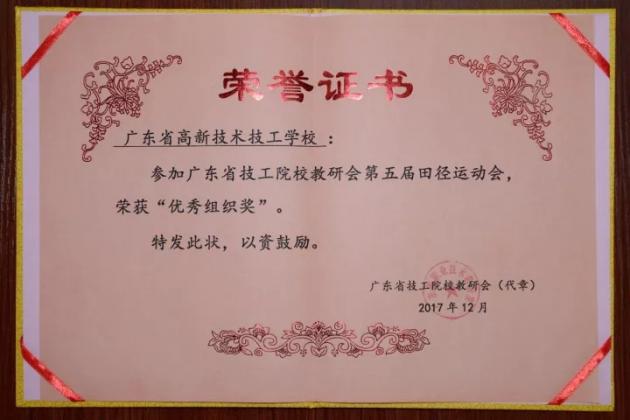 荣誉证书
广东省高新技术技工学校：
参加广东省技工院校教研会第五届田径运动会，
荣获“优秀组织奖”。
特发此状，以资鼓励。
广东省技工院校教研会（代章）
2017年12月